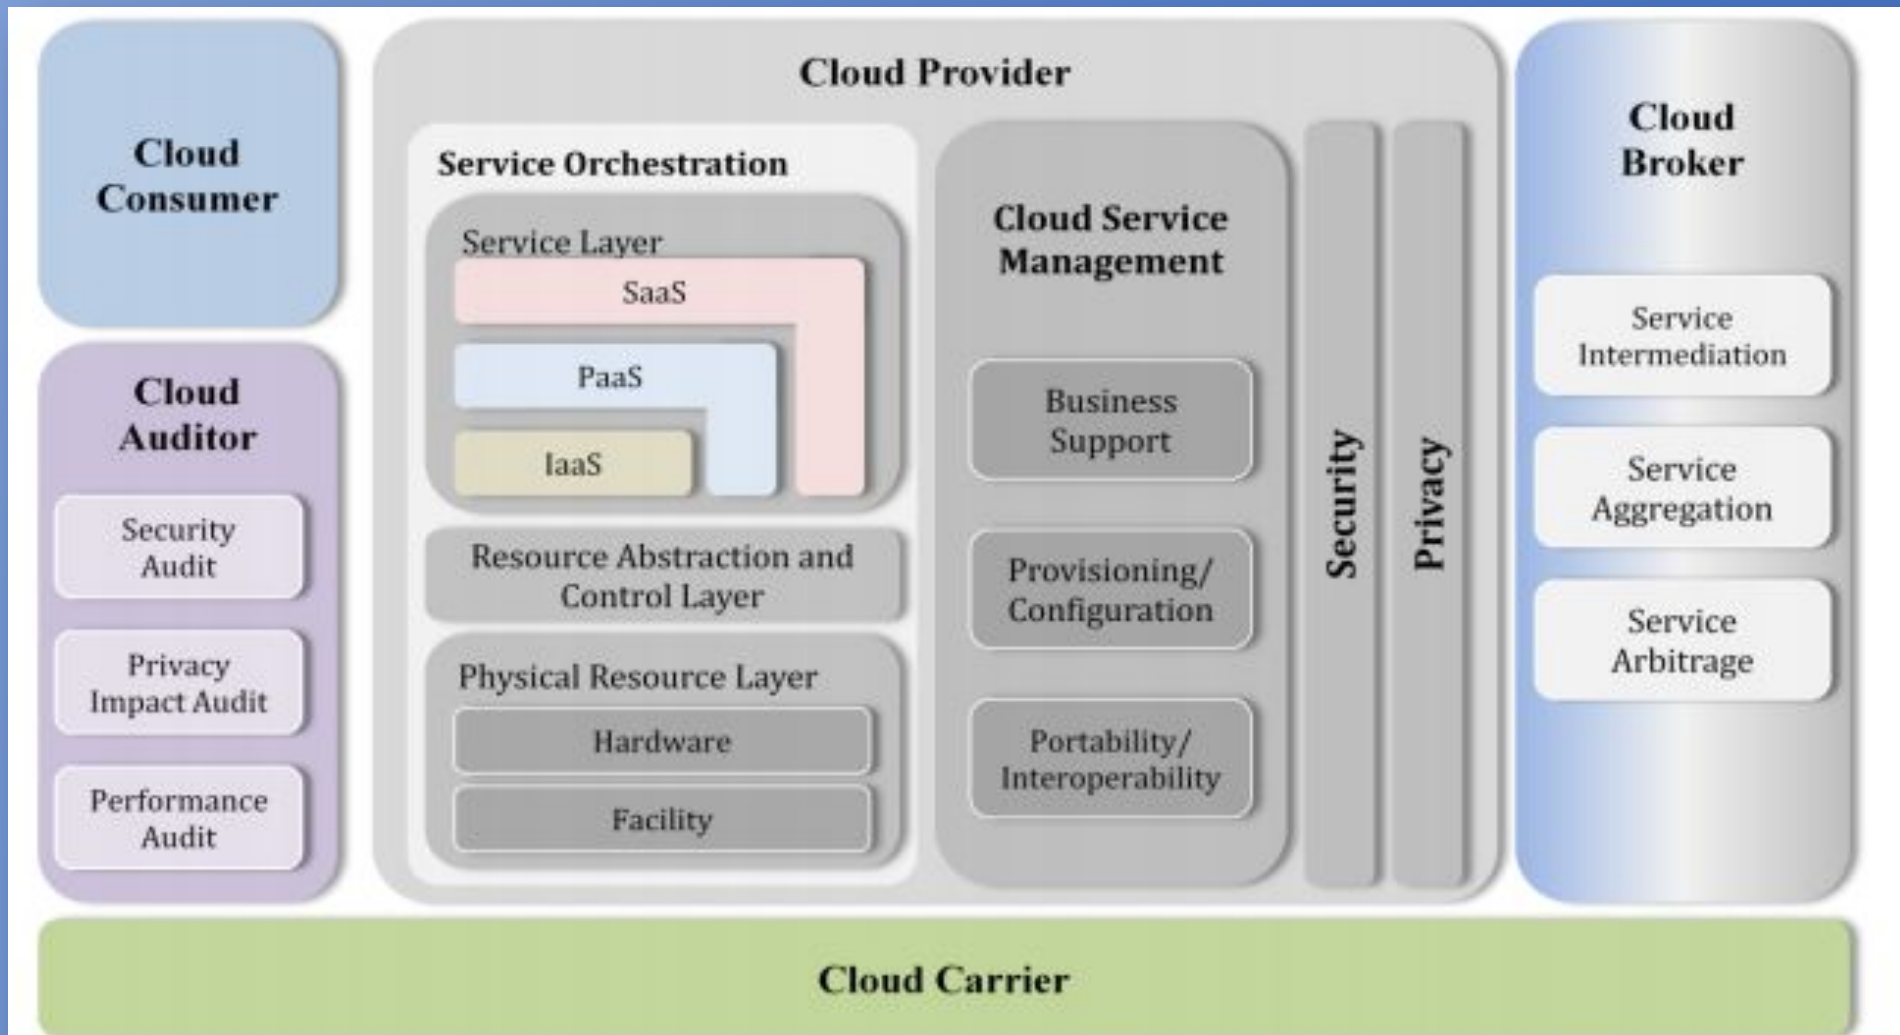 Cloud
Consumer
Cloud
Auditor
Security
Audit
Privacy
Impact Audit
Performance
Audit
Cloud Provider
Service Orchestration
Service Layer
SaaS
PaaS
IaaS
Resource Abstraction and
Control Layer
Physical Resource Layer
Hardware
Facility
Cloud Service
Management
Business
Support
Provisioning/
Configuration
Portability/
Interoperability
Security
Privacy
Cloud
Broker
Service
Intermediation
Service
Aggregation
Service
Arbitrage
Cloud Carrier